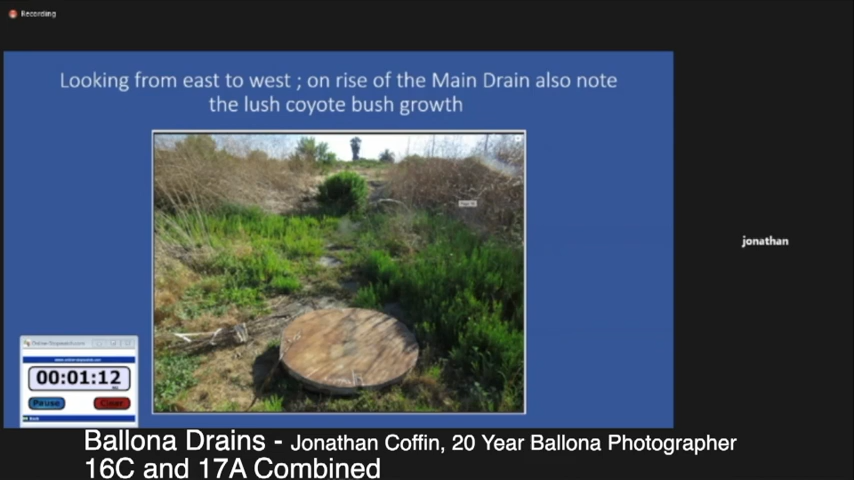 Recording
Looking from east to west ; on rise of the Main Drain also note
the lush coyote bush growth
jonathan
00:01:12
Pause
Clear
Ballona Drains - Jonathan Coffin, 20 Year Ballona Photographer
16C and 17A Combined